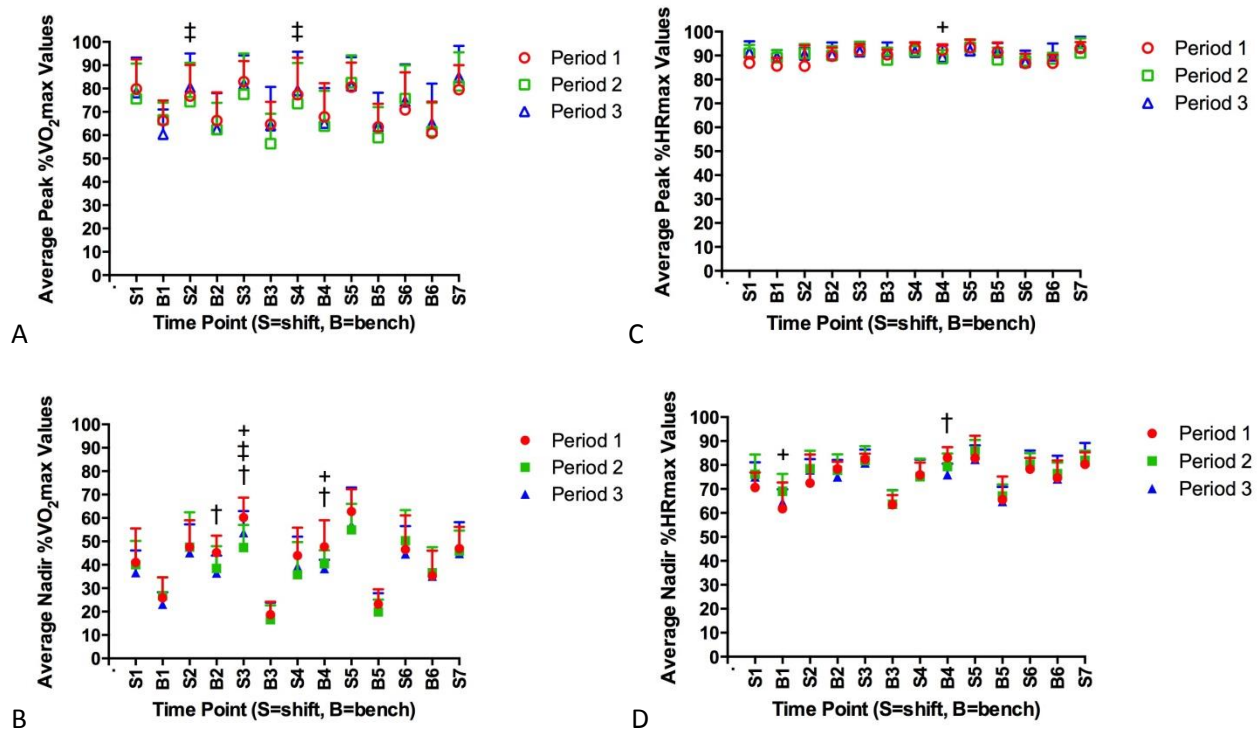 ‡ ‡
100
90
80
70
60
50
40
30
20
10
0
Average Peak %VO2max Values
S1 B1 S2 B2 S3 B3 S4 B4 S5 B5 S6 B6 S7
Time Point (S=shift, B=bench)
Period 1
Period 2
Period 3
A
+
100
90
80
70
60
50
40
30
20
10
0
Average Peak %HRmax Values
S1 B1 S2 B2 S3 B3 S4 B4 S5 B5 S6 B6 S7
Time Point (S=shift, B=bench)
Period 1
Period 2
Period 3
C
+
‡ +
† † †
100
90
80
70
60
50
40
30
20
10
0
Average Nadir %VO2max Values
S1 B1 S2 B2 S3 B3 S4 B4 S5 B5 S6 B6 S7
Time Point (S=shift, B=bench)
Period 1
Period 2
Period 3
B
+ †
100
90
80
70
60
50
40
30
20
10
0
Average Nadir %HRmax Values
S1 B1 S2 B2 S3 B3 S4 B4 S5 B5 S6 B6 S7
Time Point (S=shift, B=bench)
Period 1
Period 2
Period 3
D